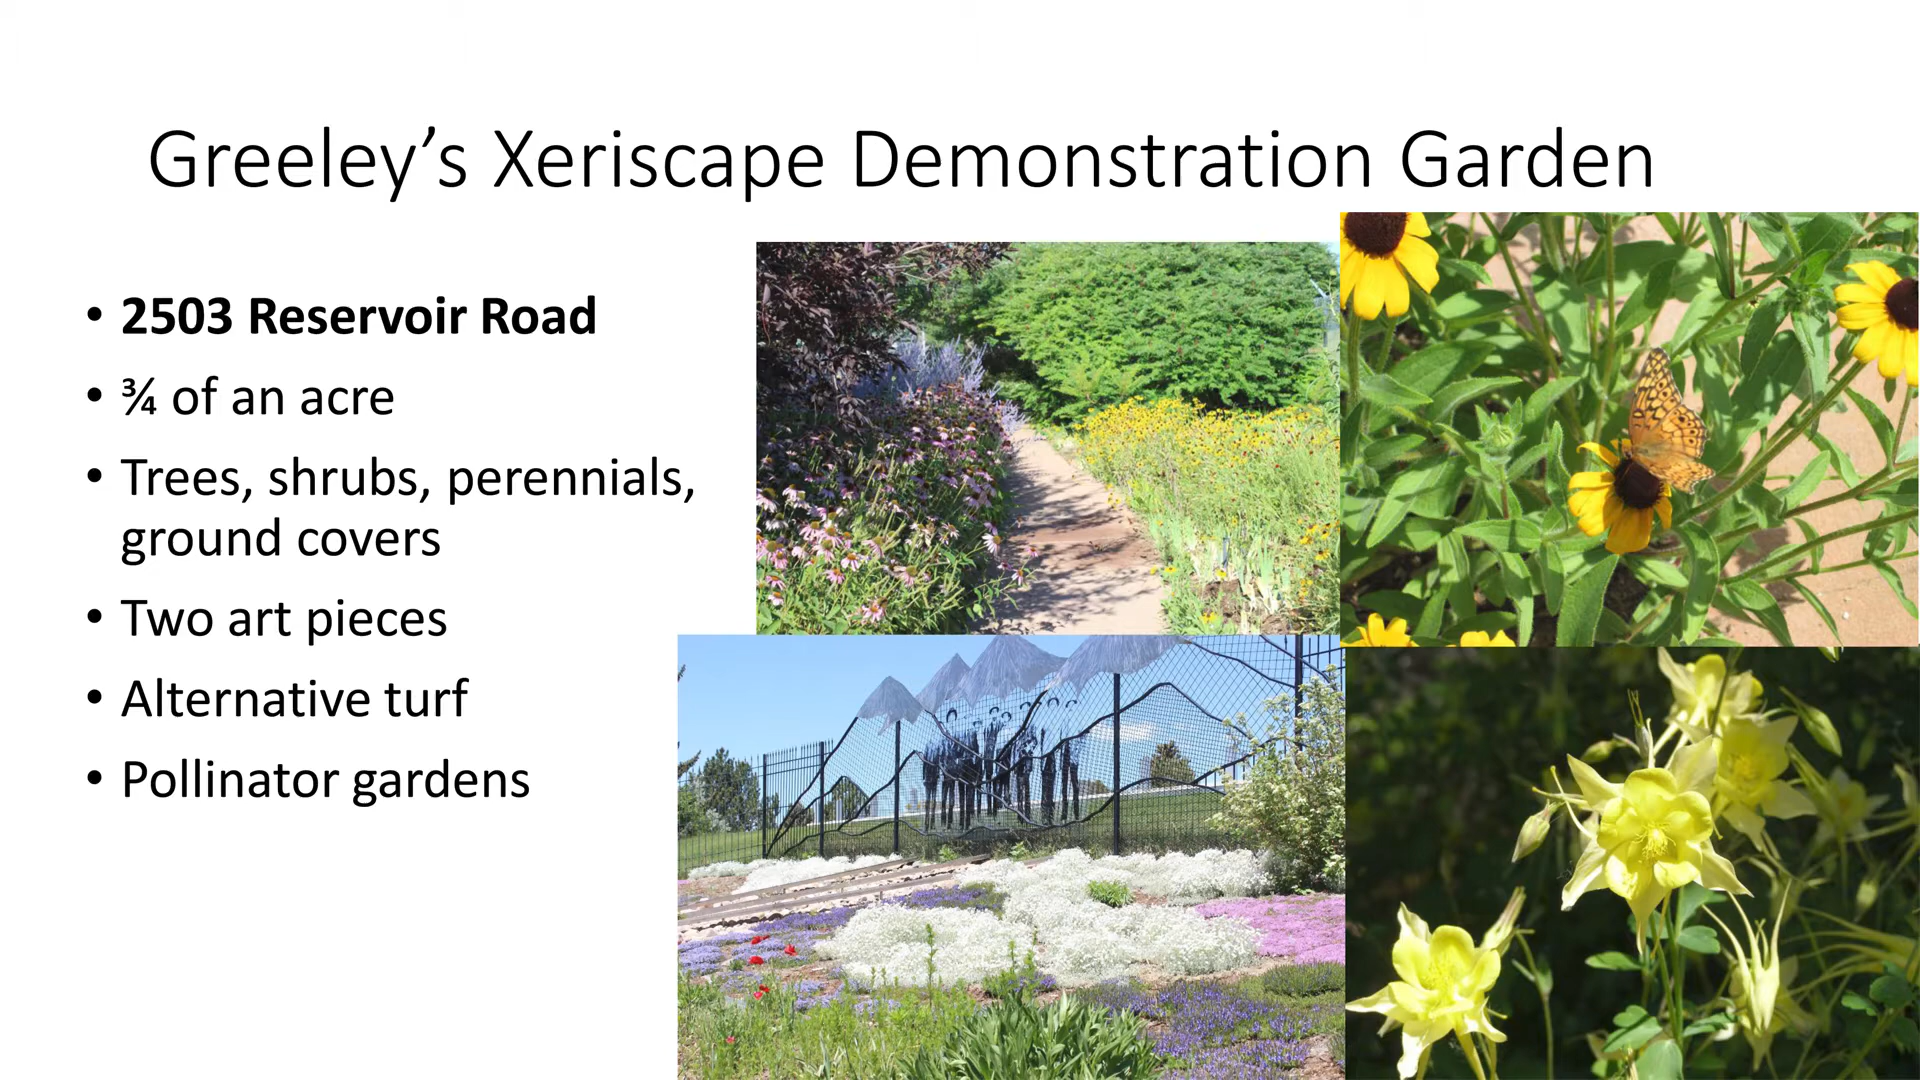 Greeley’s Xeriscape Demonstration Garden
• 2503 Reservoir Road
• ¾ of an acre
• Trees, shrubs, perennials,
ground covers
• Two art pieces
• Alternative turf
• Pollinator gardens